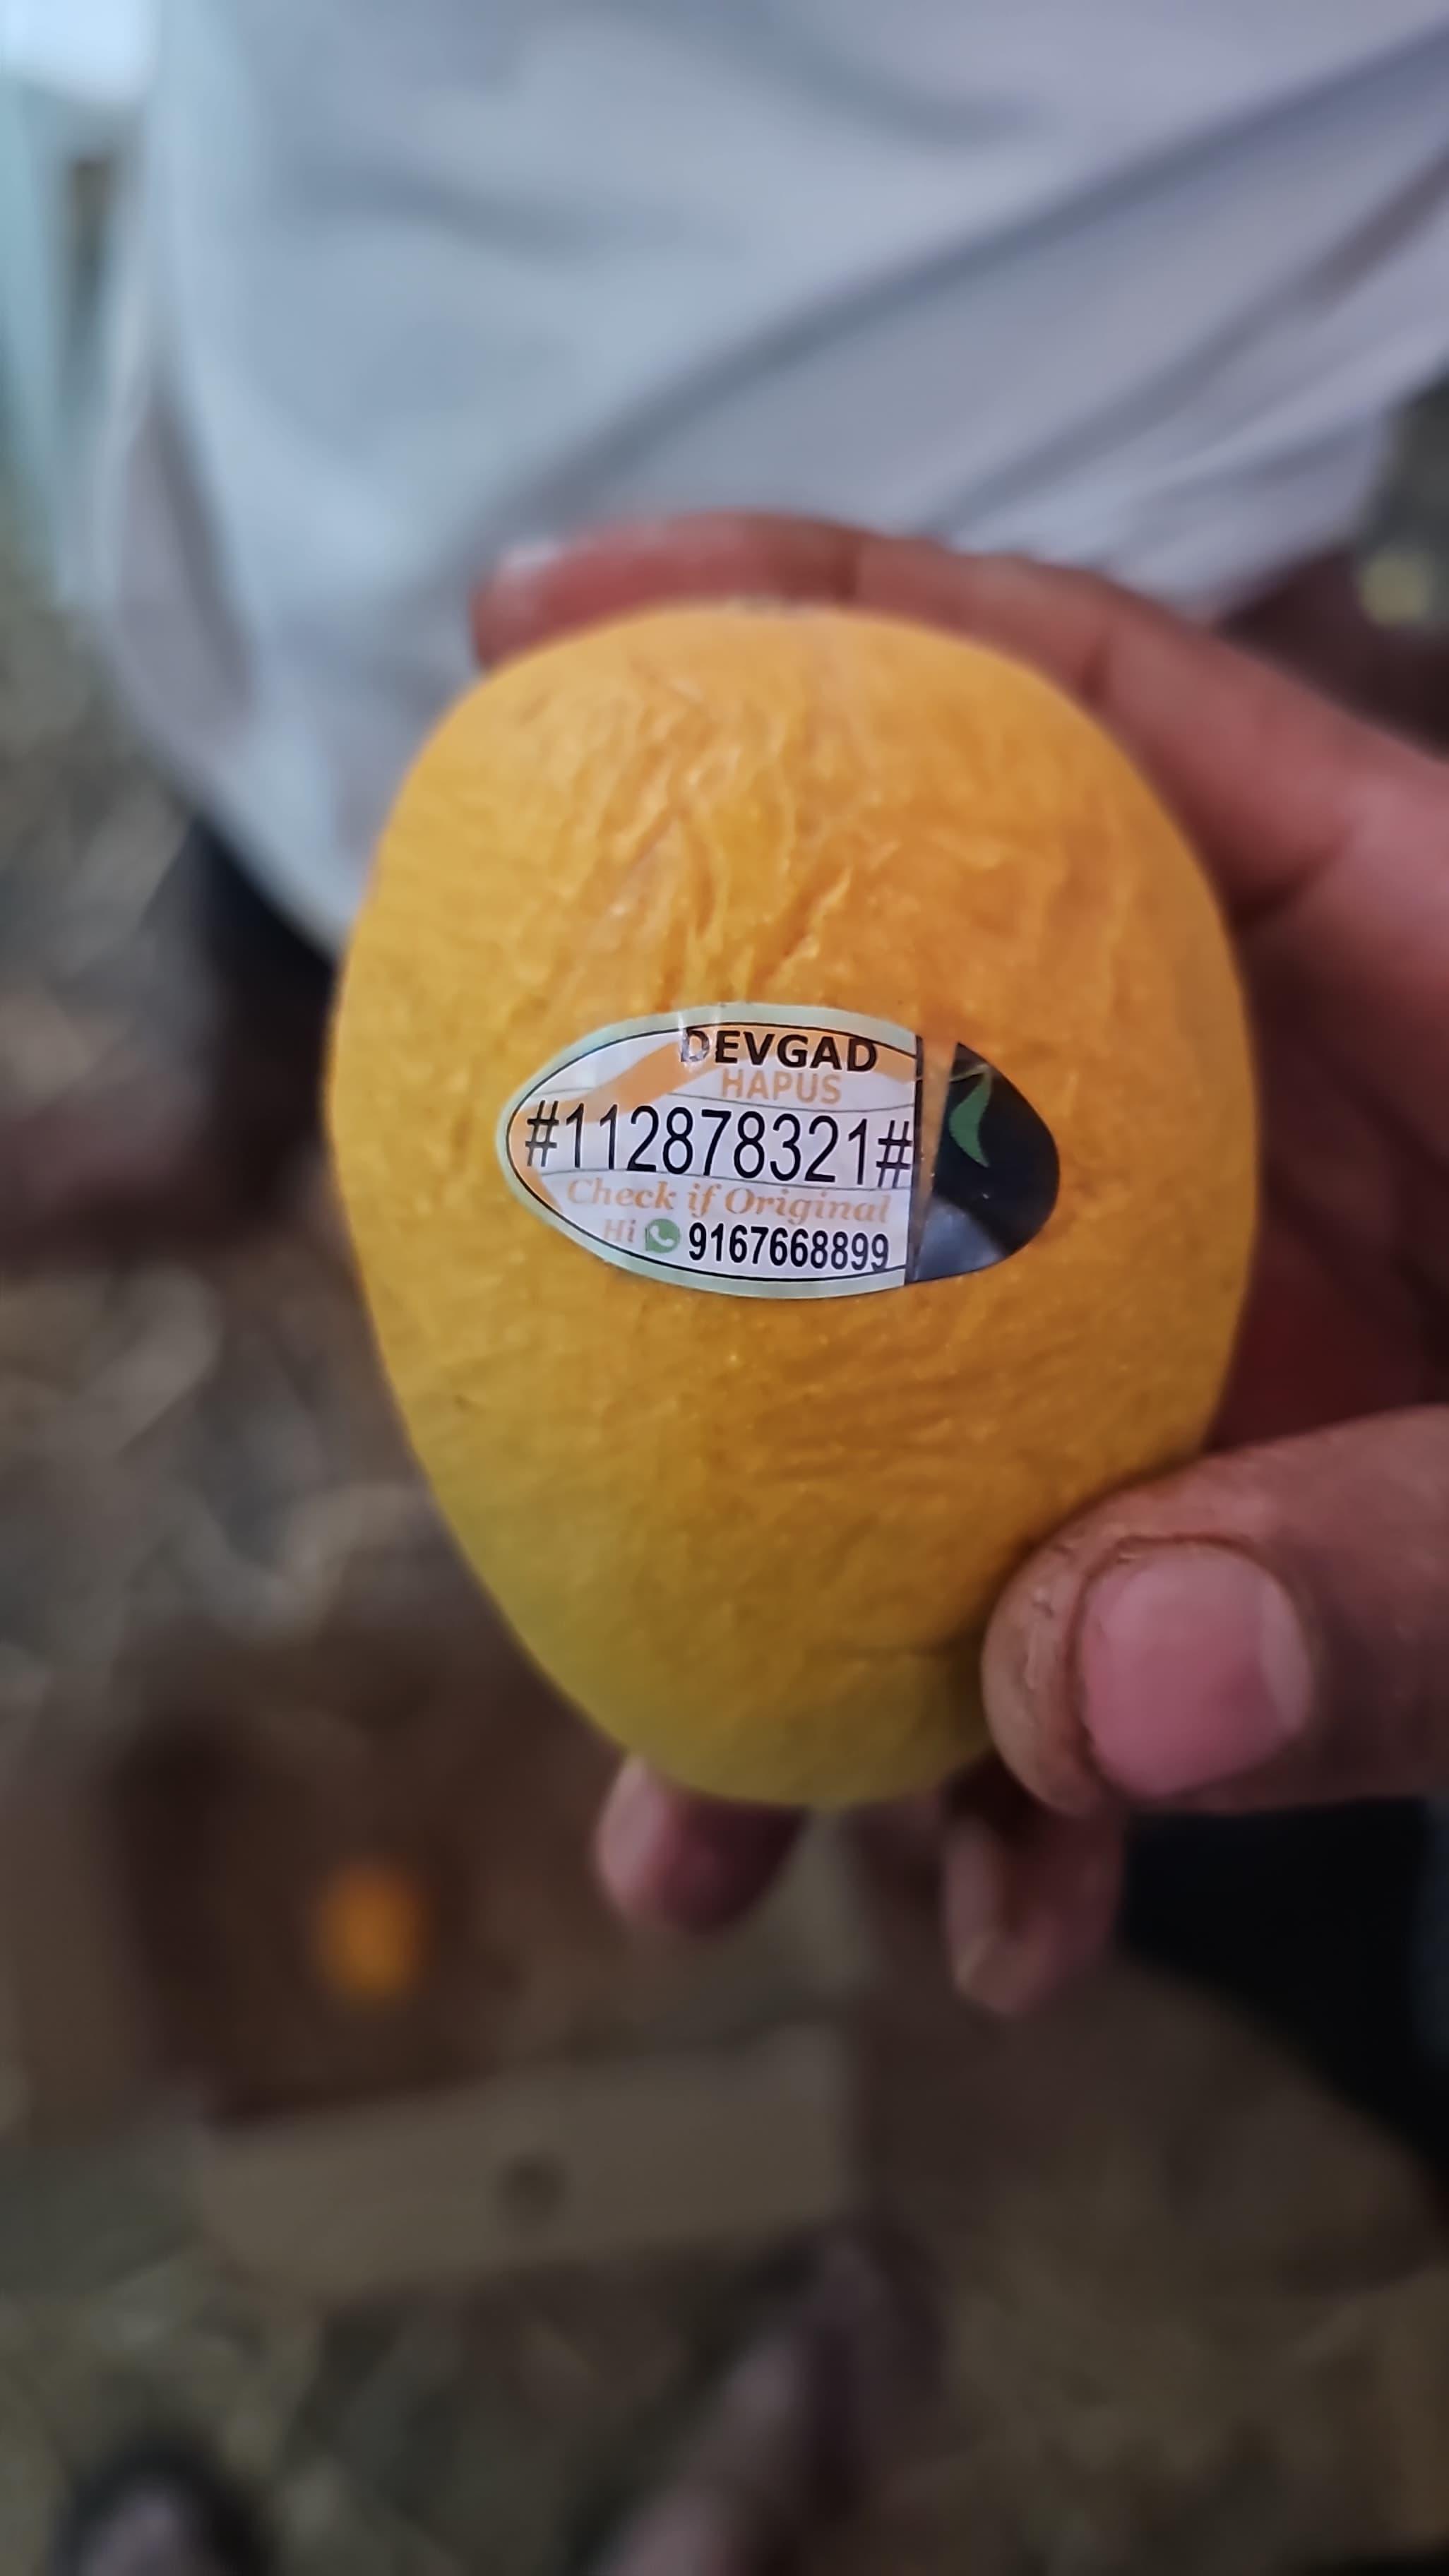 DEVGAD
HAPUS
#112878321#
Check if Original
Hi 9167668899